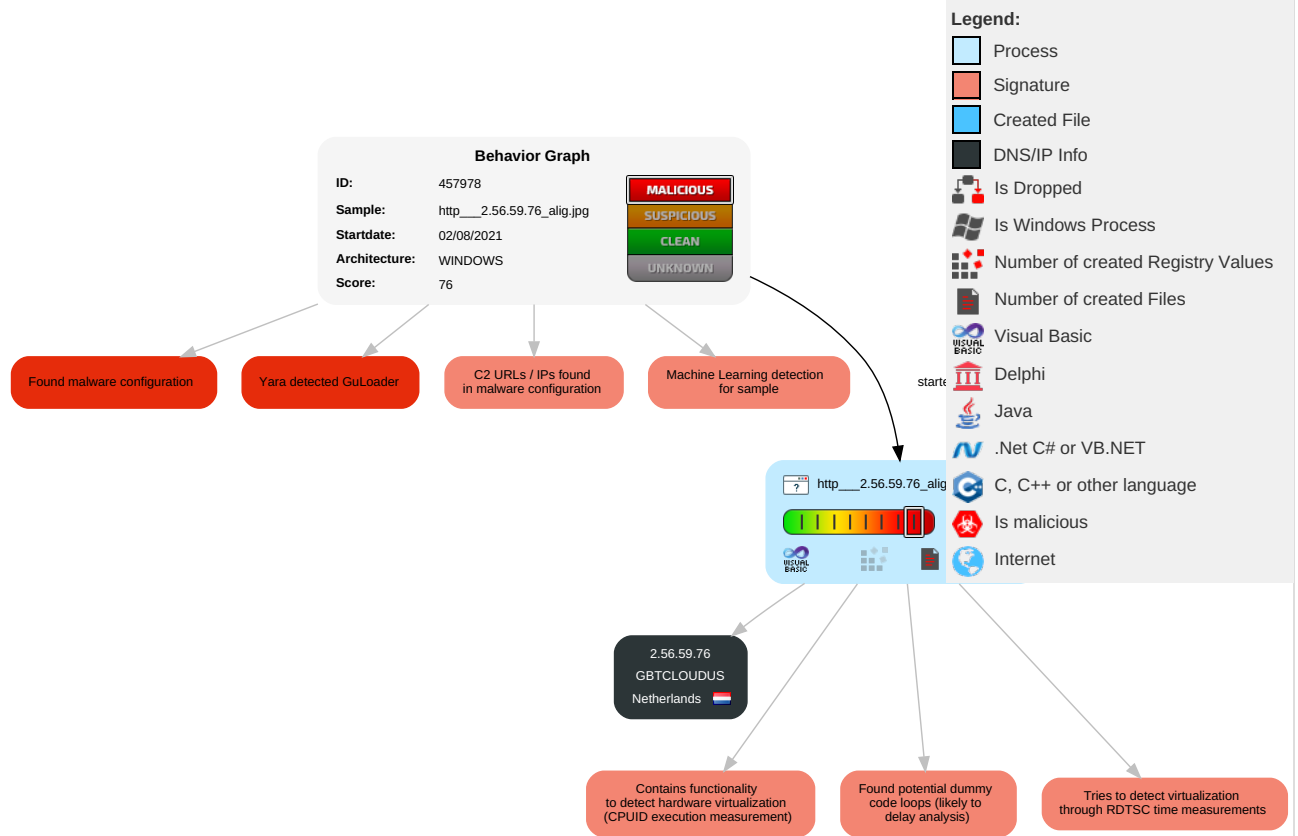 Legend:
Process
Signature
Created File
DNS/IP Info
Is Dropped
Is Windows Process
Number of created Registry Values
Number of created Files
Visual Basic
Delphi
Java
.Net C# or VB.NET
C, C++ or other language
Is malicious
Internet
VISUAL
BASIC
Behavior Graph
ID: 457978
Sample: http___2.56.59.76_alig.jpg
Startdate: 02/08/2021
Architecture: WINDOWS
Score: 76
MALICIOUS
SUSPICIOUS
CLEAN
UNKNOWN
Found malware configuration
Yara detected GuLoader
C2 URLs / IPs found
in malware configuration
Machine Learning detection
for sample
starte
http___2.56.59.76_alig
?
VISUAL
BASIC
2.56.59.76
GBTCLOUDUS
Netherlands
Contains functionality
to detect hardware virtualization
(CPUID execution measurement)
Found potential dummy
code loops (likely to
delay analysis)
Tries to detect virtualization
through RDTSC time measurements